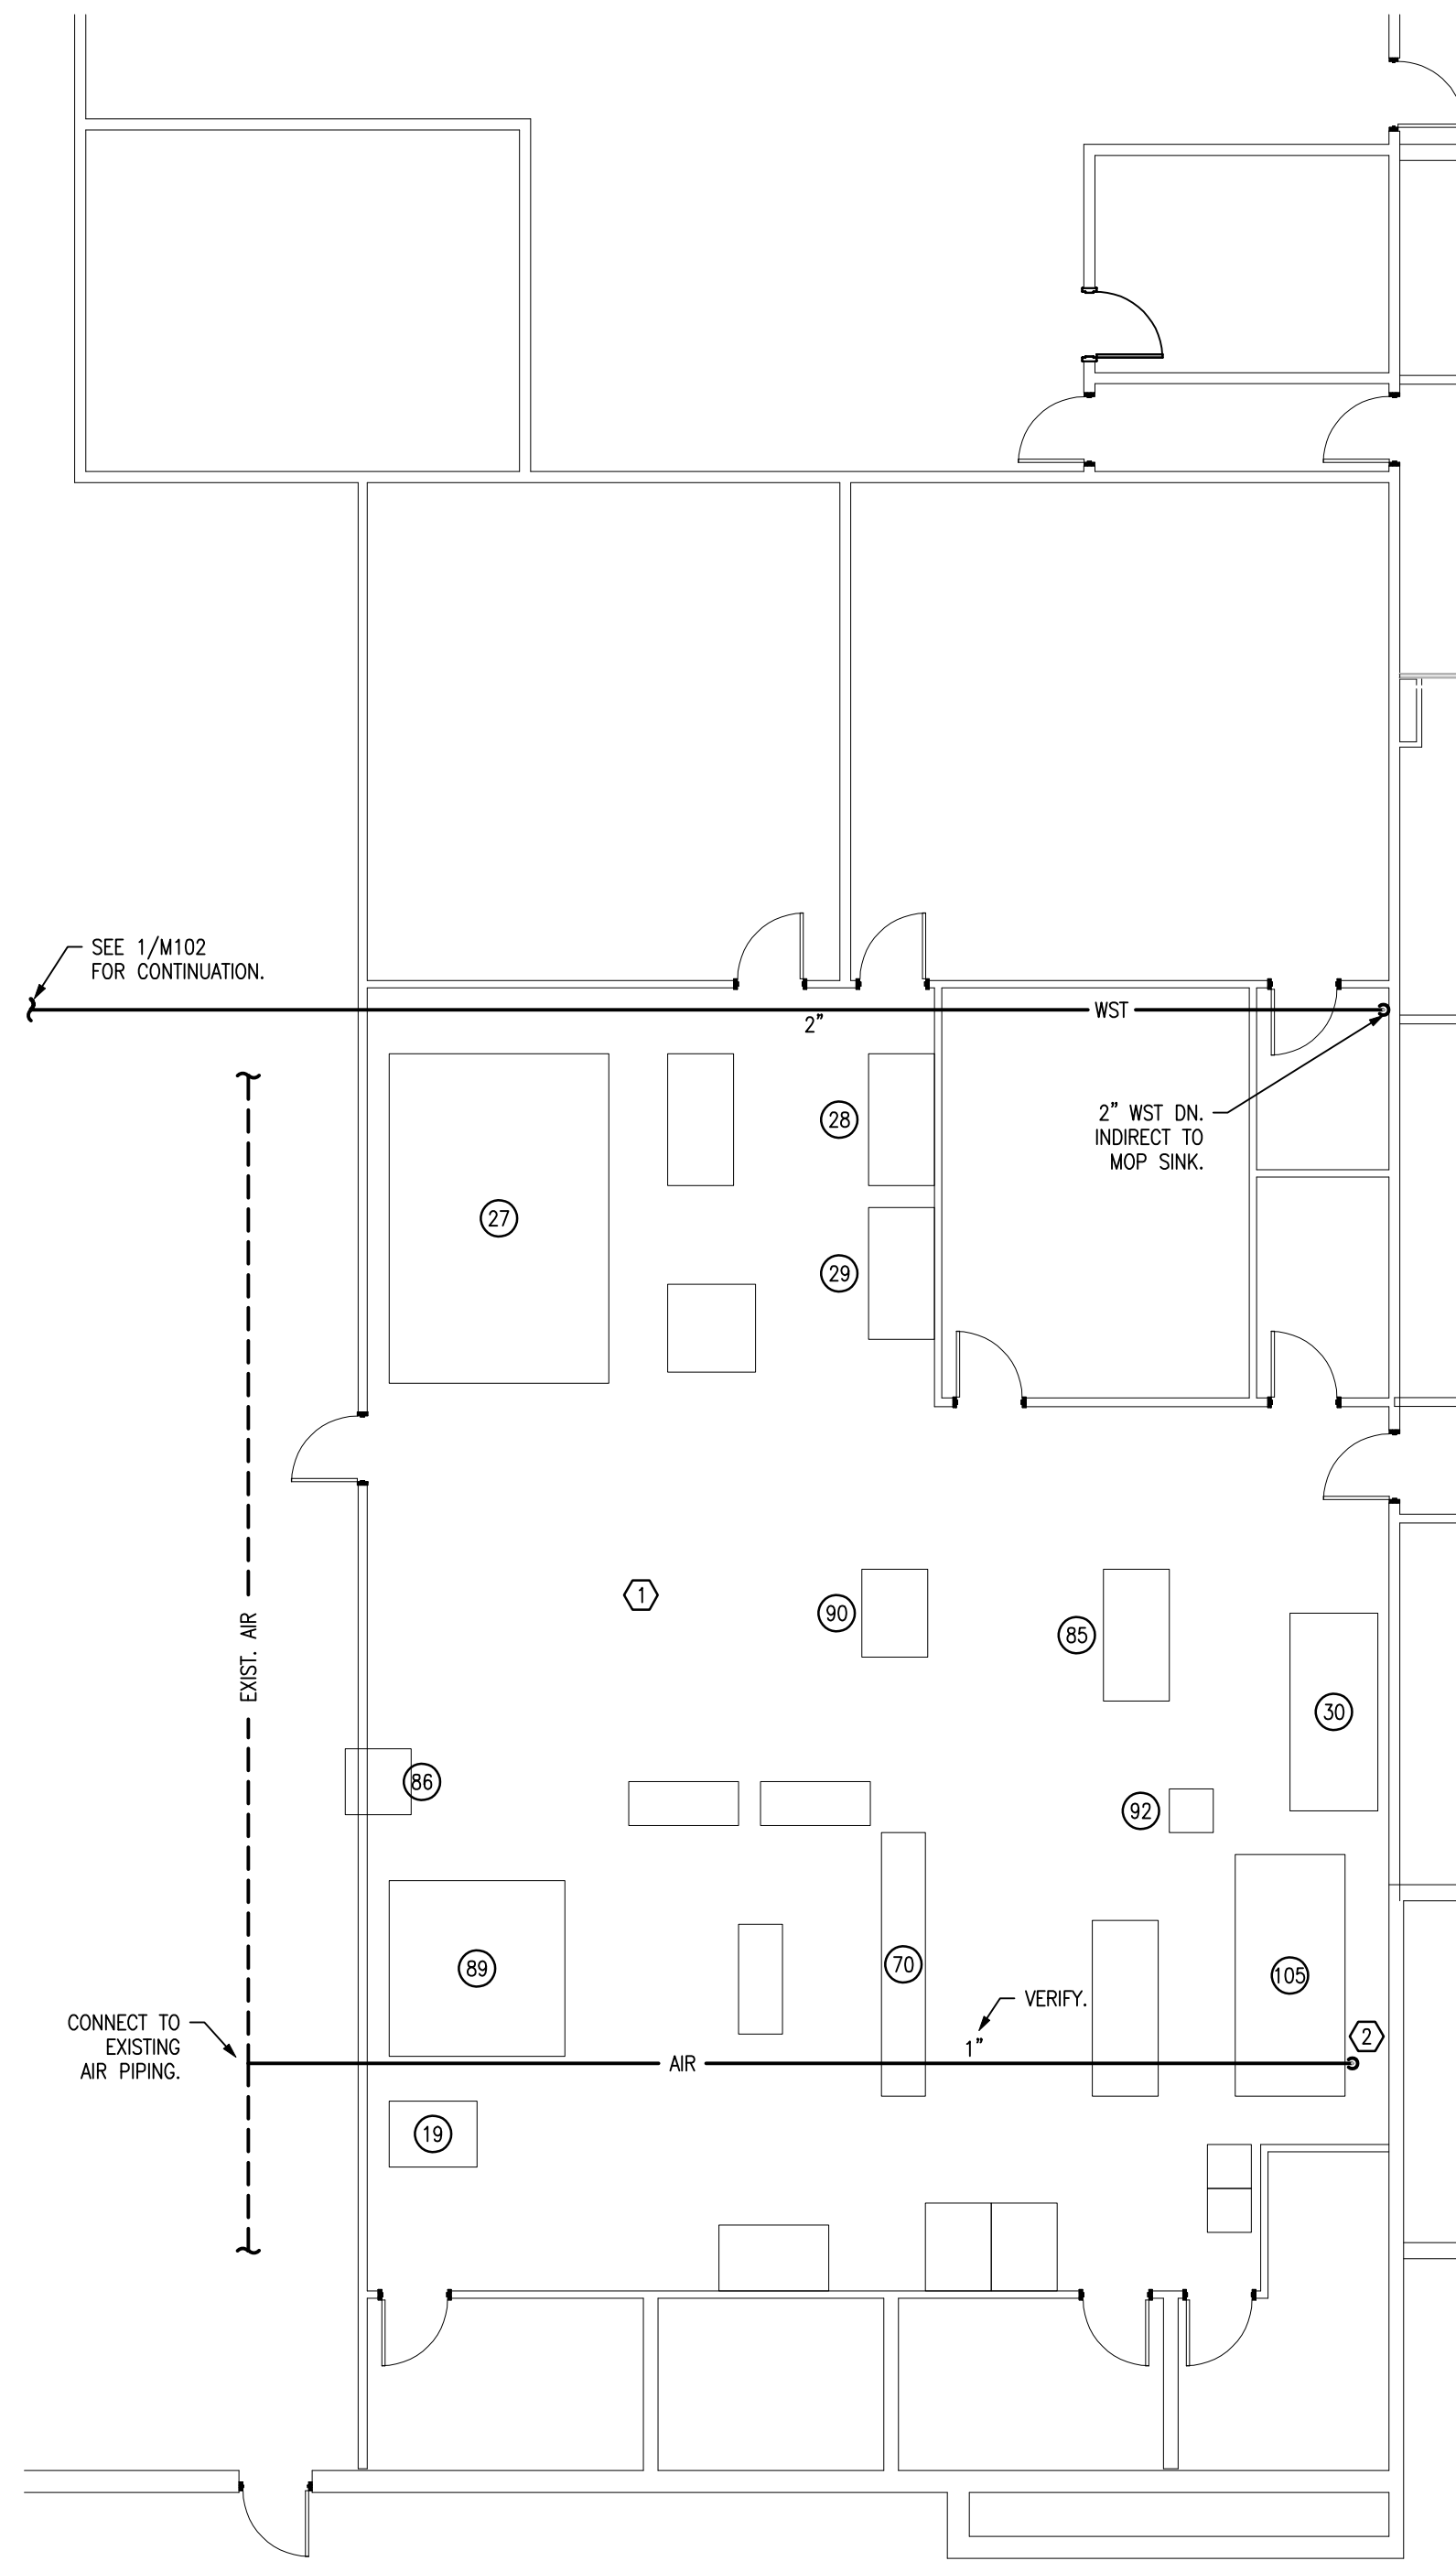 SEE 1/M102
FOR CONTINUATION.
WST
2”
2” WST DN.
INDIRECT TO
MOP SINK.
28
27
29
1
90
85
EXIST. AIR
30
86
92
89
70
105
VERIFY.
CONNECT TO
EXISTING
AIR PIPING.
2
1”
AIR
19